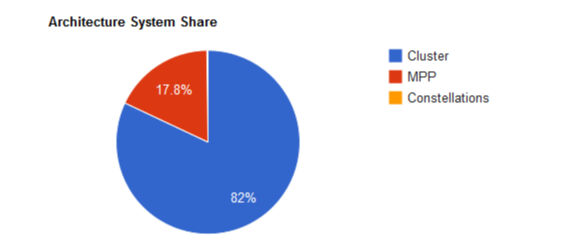 Architecture System Share
Cluster
MPP
Constellations
17.8%
82%